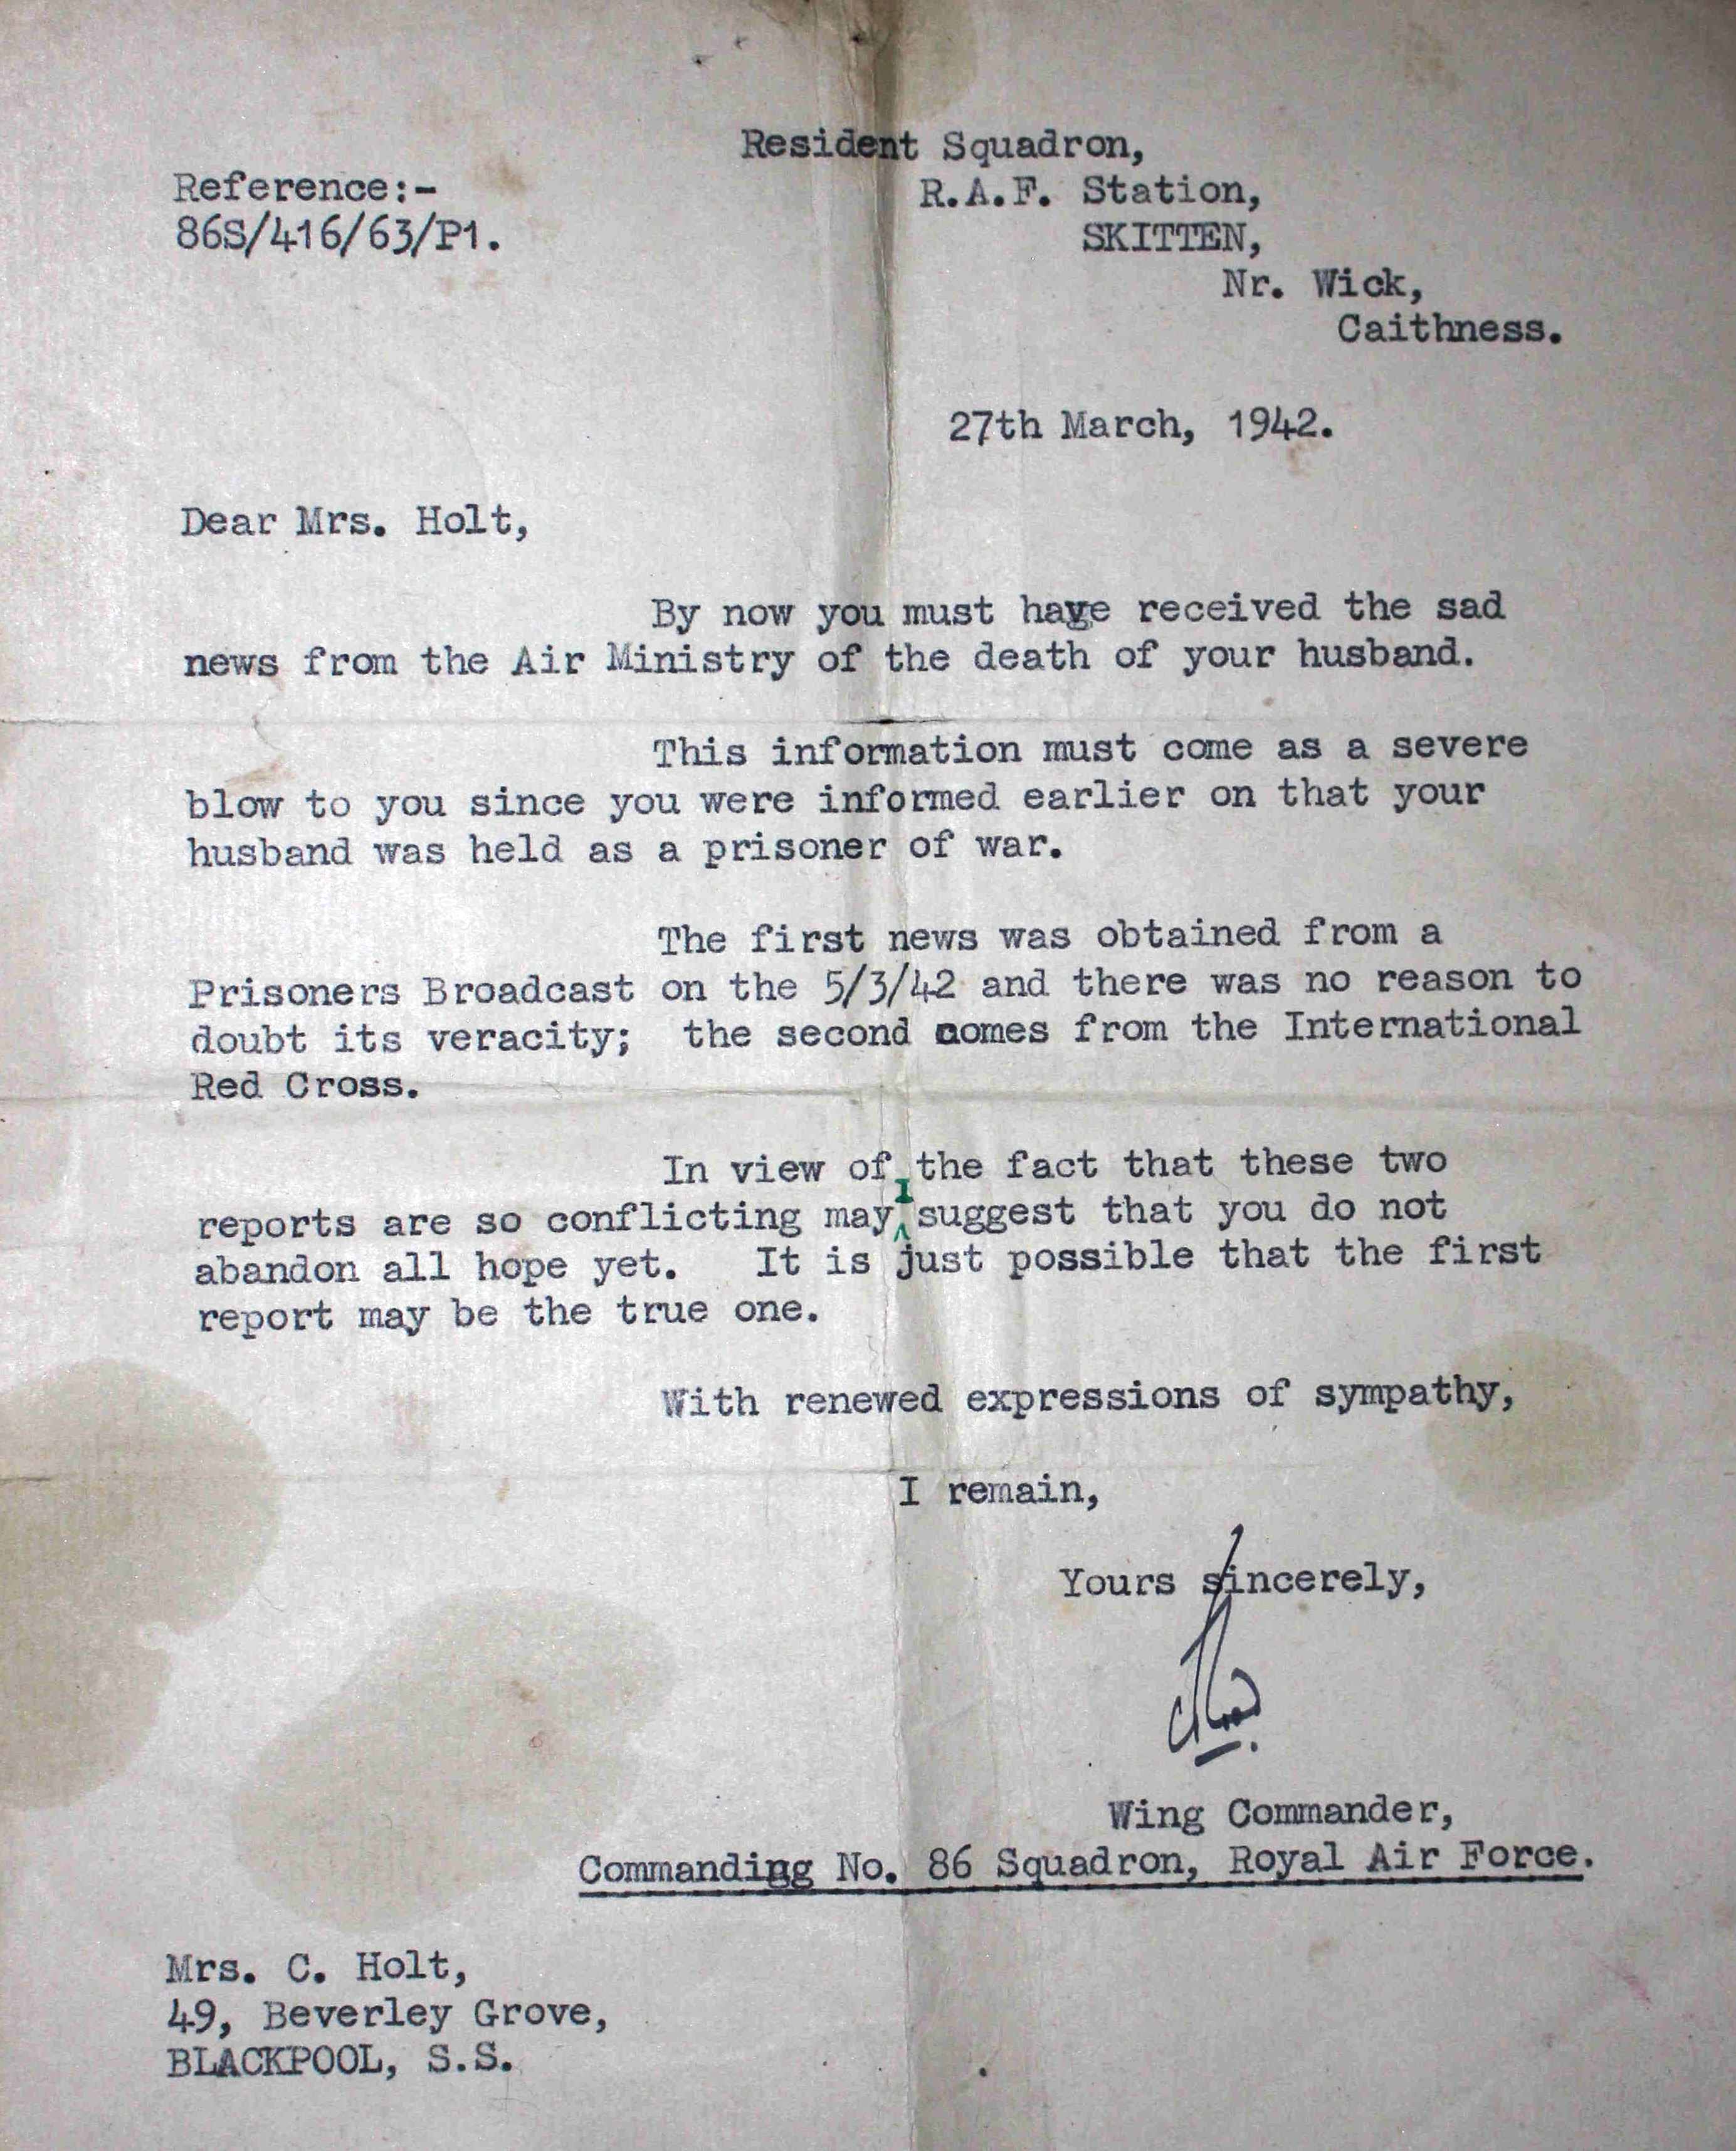 Resident Squadron,
Reference:-
R.A.F. Station,
86S/416/63/P1.
SKITTEN,
Nr. Wick,
Caithness.
27th March, 1942.
Dear Mrs. Holt,
By now you must have received the sad
news from the Air Ministry of the death of your husband.
This information must come as a severe
blow to you since you were informed earlier on that your
husband was held as a prisoner of war.
The first news was obtained from a
Prisoners Broadcast on the 5/3/42 and there was no reason to
doubt its veracity; the second comes from the International
Red Cross.
In view of the fact that these two
reports are so conflicting may I suggest that you do not
abandon all hope yet. It is just possible that the first
report may be the true one.
With renewed expressions of sympathy,
I remain,
Yours sincerely,
Wing Commander,
Commanding No. 86 Squadron, Royal Air Force.
Mrs. C. Holt,
49, Beverley Grove,
BLACKPOOL, S.S.